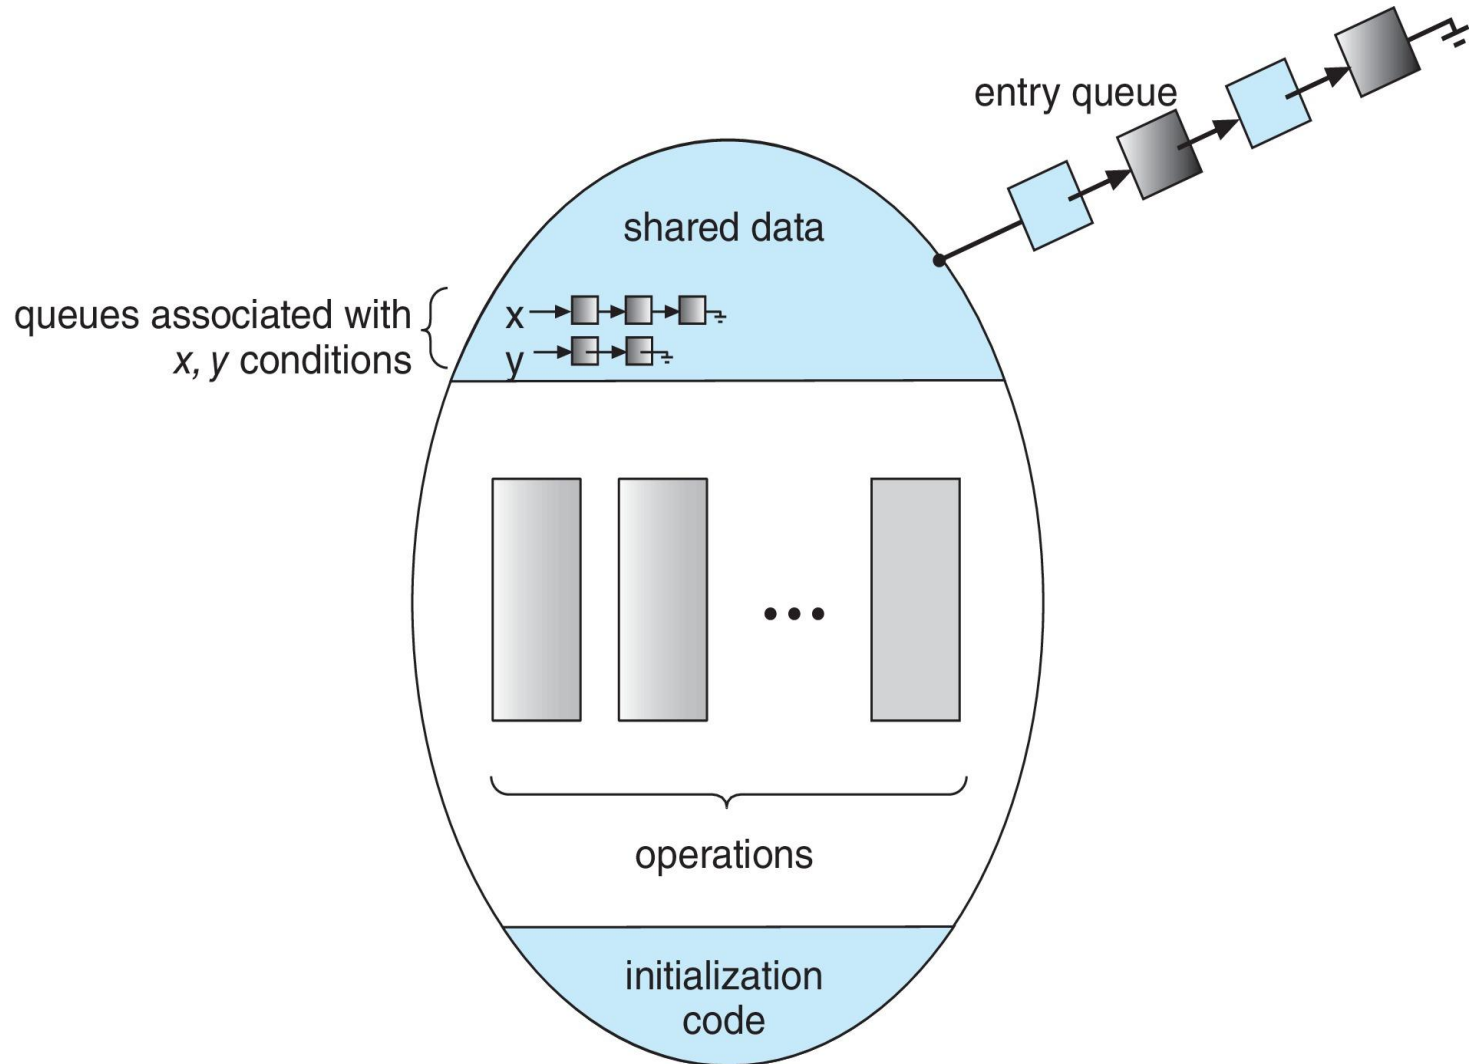 entry queue
shared data
queues associated with
x, y conditions
x
y
operations
initialization
code